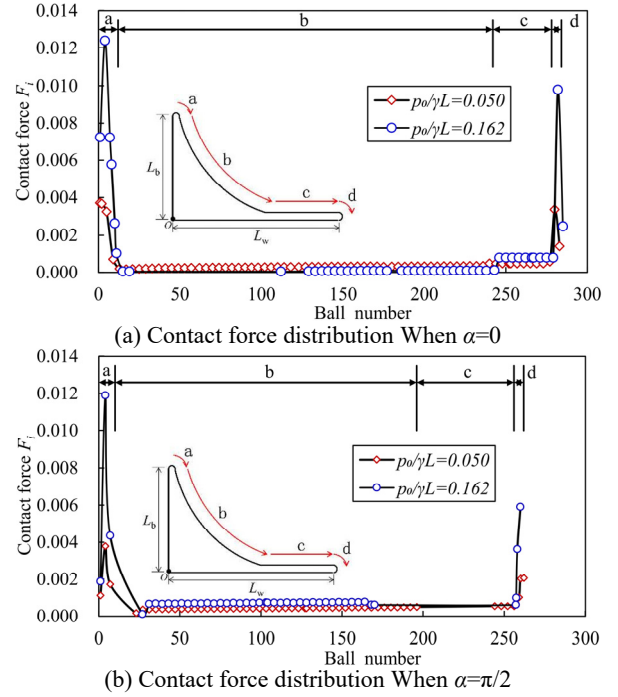 a b c d
0.014
0.012
0.010
0.008
0.006
0.004
0.002
0.000
Contact force Fi
p0/γL=0.050
p0/γL=0.162
a
b
c
d
Lb
O
Lw
0 50 100 150 200 250 300
Ball number
(a) Contact force distribution When α=0
a b c d
0.014
0.012
0.010
0.008
0.006
0.004
0.002
0.000
Contact force Fi
p0/γL=0.050
p0/γL=0.162
a
b
c
d
Lb
O
Lw
0 50 100 150 200 250 300
Ball number
(b) Contact force distribution When α=π/2